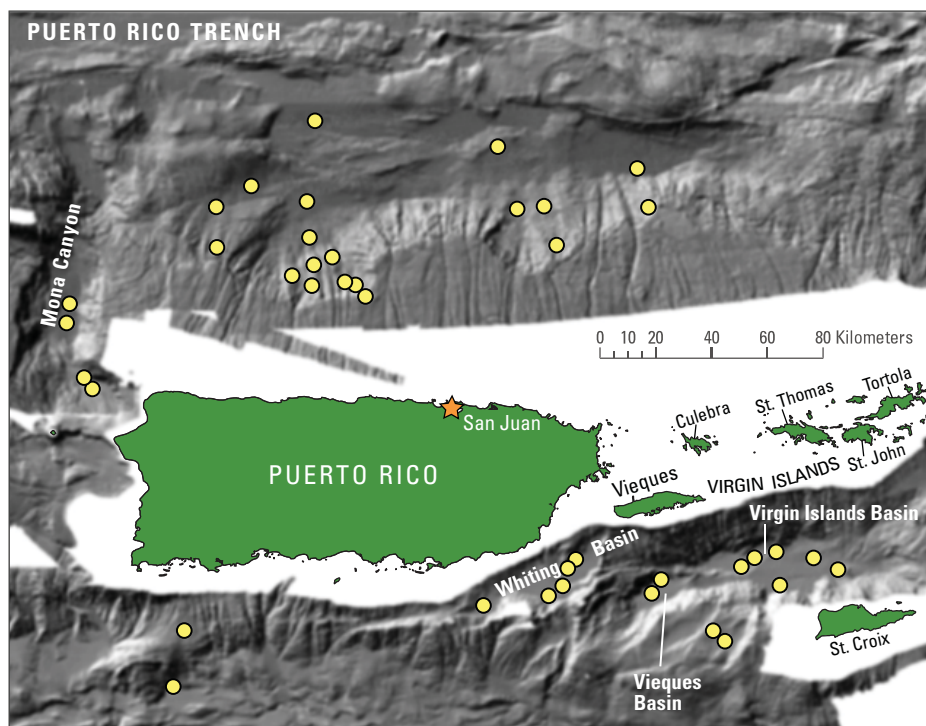 PUERTO RICO TRENCH
Mona Canyon
0 10 20 40 60 80 Kilometers
San Juan
PUERTO RICO
Culebra
St. Thomas
Tortola
St. John
Vieques
VIRGIN ISLANDS
Virgin Islands Basin
Whiting Basin
St. Croix
Vieques
Basin